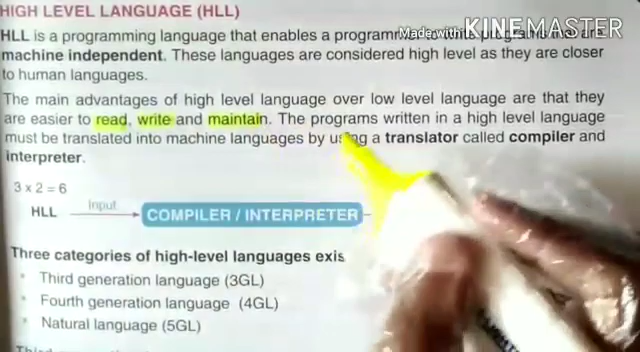 HIGH LEVEL LANGUAGE (HLL)
Made with KINEMASTER
HLL is a programming language that enables a programmer are
machine independent. These languages are considered high level as they are closer
to human languages.
The main advantages of high level language over low level language are that they
are easier to read, write and maintain. The programs written in a high level language
must be translated into machine languages by using a translator called compiler and
interpreter.
3 x 2 = 6
HLL Input COMPILER / INTERPRETER
Three categories of high-level languages exis
• Third generation language (3GL)
• Fourth generation language (4GL)
• Natural language (5GL)